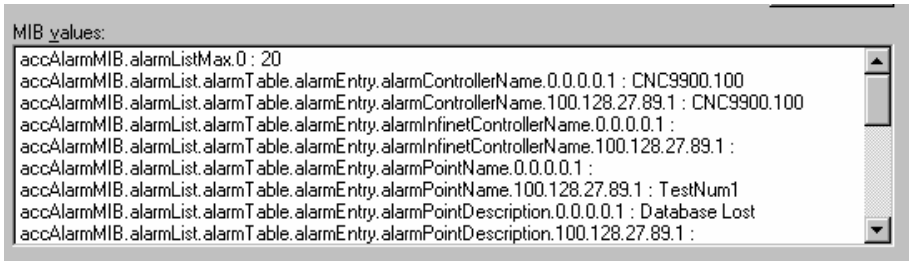 MIB values:
accAlarmMIB.alarmListMax.0 : 20
accAlarmMIB.alarmList.alarmTable.alarmEntry.alarmControllerName.0.0.0.0.1 : CNC9900.100
accAlarmMIB.alarmList.alarmTable.alarmEntry.alarmControllerName.100.128.27.89.1 : CNC9900.100
accAlarmMIB.alarmList.alarmTable.alarmEntry.alarmInfinetControllerName.0.0.0.0.1 :
accAlarmMIB.alarmList.alarmTable.alarmEntry.alarmInfinetControllerName.100.128.27.89.1 :
accAlarmMIB.alarmList.alarmTable.alarmEntry.alarmPointName.0.0.0.0.1 :
accAlarmMIB.alarmList.alarmTable.alarmEntry.alarmPointName.100.128.27.89.1 : TestNum1
accAlarmMIB.alarmList.alarmTable.alarmEntry.alarmPointDescription.0.0.0.0.1 : Database Lost
accAlarmMIB.alarmList.alarmTable.alarmEntry.alarmPointDescription.100.128.27.89.1 :